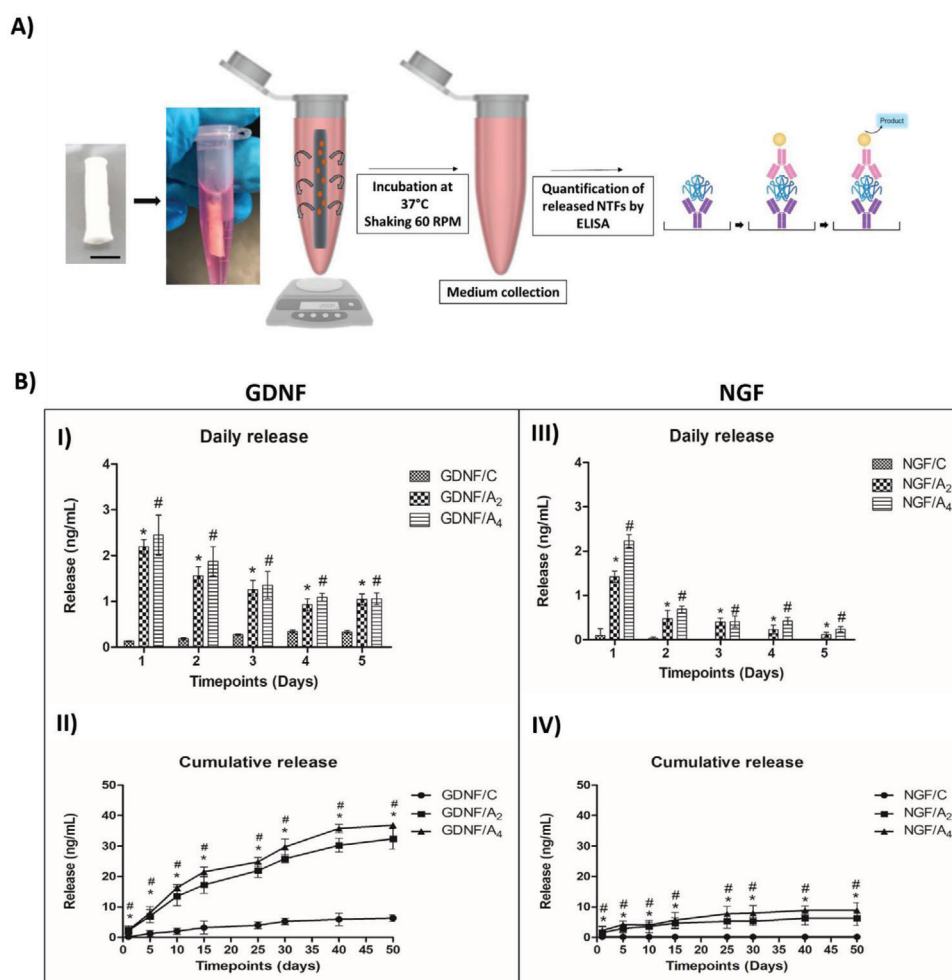 A)
Incubation at
37°C
Shaking 60 RPM
Medium collection
Quantification of
released NTFs by
ELISA
Product
B)
GDNF
NGF
I)
Daily release
Release (ng/mL)
4
3
2
1
0
1 2 3 4 5
Timepoints (Days)
GDNF/C
GDNF/A2
GDNF/A4
* # * # * # * # * #
III)
Daily release
Release (ng/mL)
4
3
2
1
0
1 2 3 4 5
Timepoints (Days)
NGF/C
NGF/A2
NGF/A4
* # * # * # * # * #
II)
Cumulative release
Release (ng/mL)
50
40
30
20
10
0
0 5 10 15 20 25 30 35 40 45 50
Timepoints (days)
GDNF/C
GDNF/A2
GDNF/A4
# # # # # # # #
* * * * * * * *
IV)
Cumulative release
Release (ng/mL)
50
40
30
20
10
0
0 5 10 15 20 25 30 35 40 45 50
Timepoints (days)
NGF/C
NGF/A2
NGF/A4
# # # # # # # #
* * * * * * * *